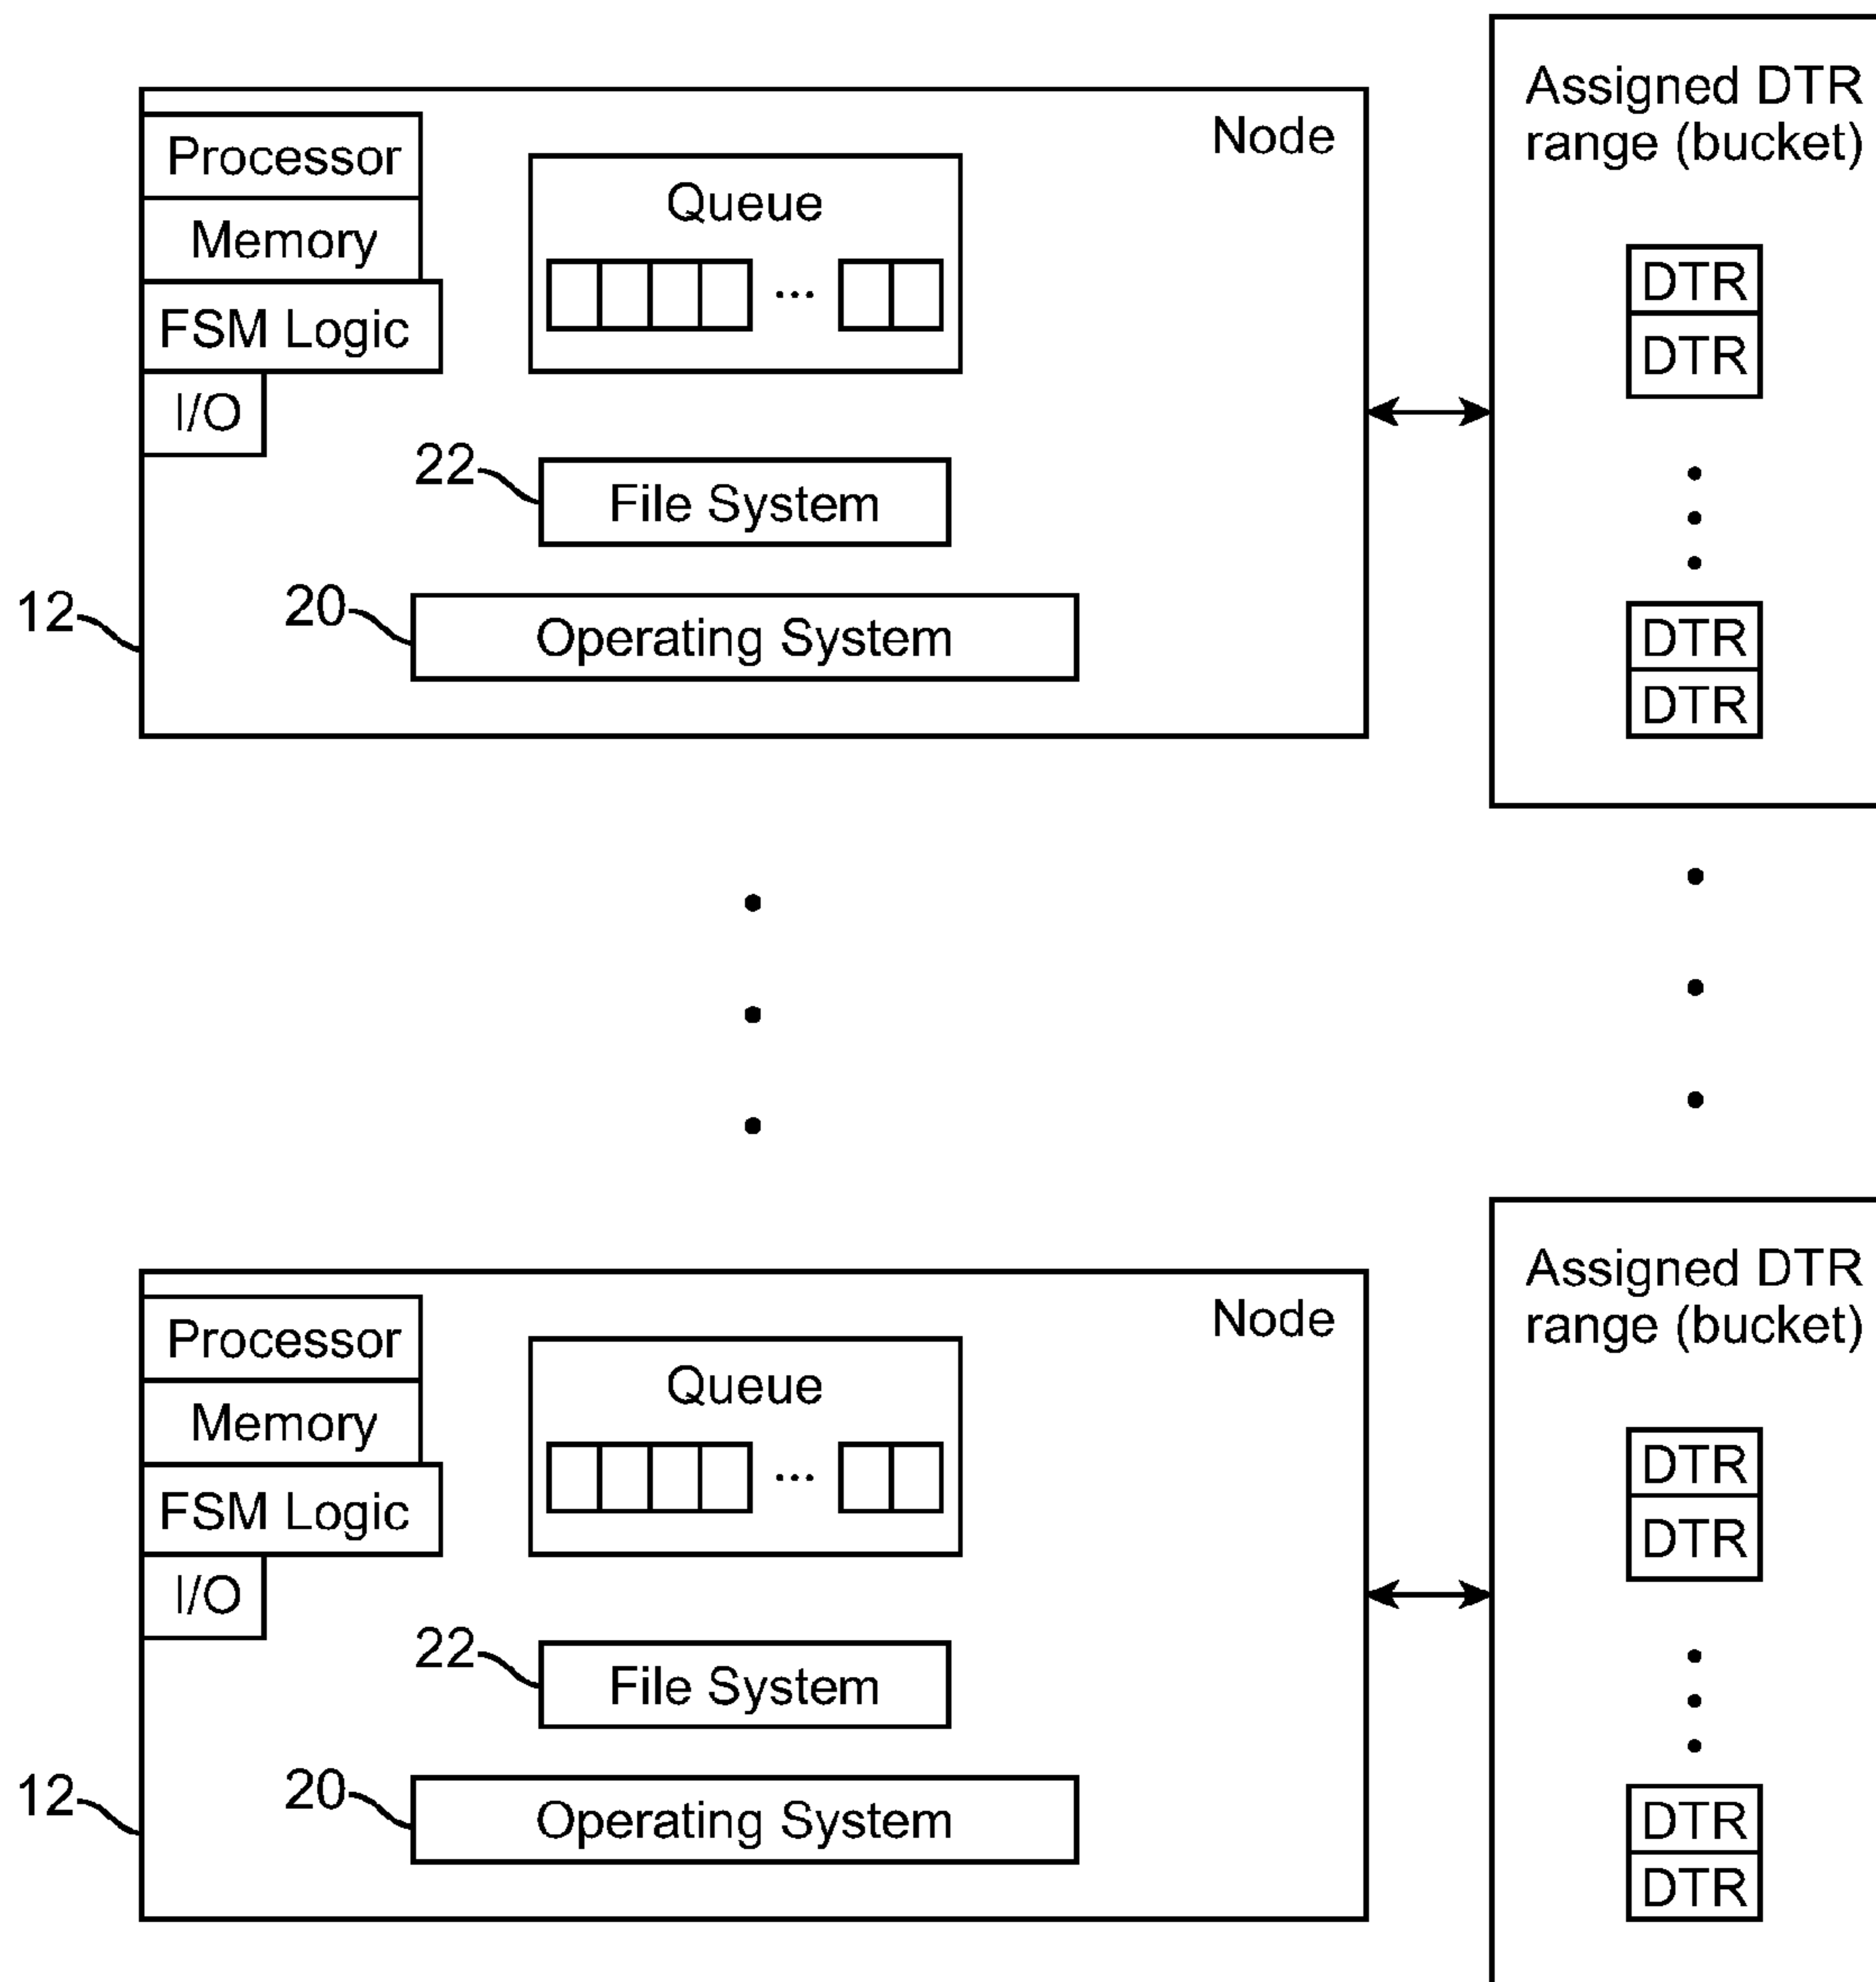 Assigned DTR
range (bucket)
Node
Processor
Queue
Memory
DTR
FSM Logic
...
DTR
I/O
22
File System
12
20
Operating System
DTR
DTR
Assigned DTR
range (bucket)
Node
Processor
Queue
Memory
DTR
FSM Logic
...
DTR
I/O
22
File System
12
20
Operating System
DTR
DTR